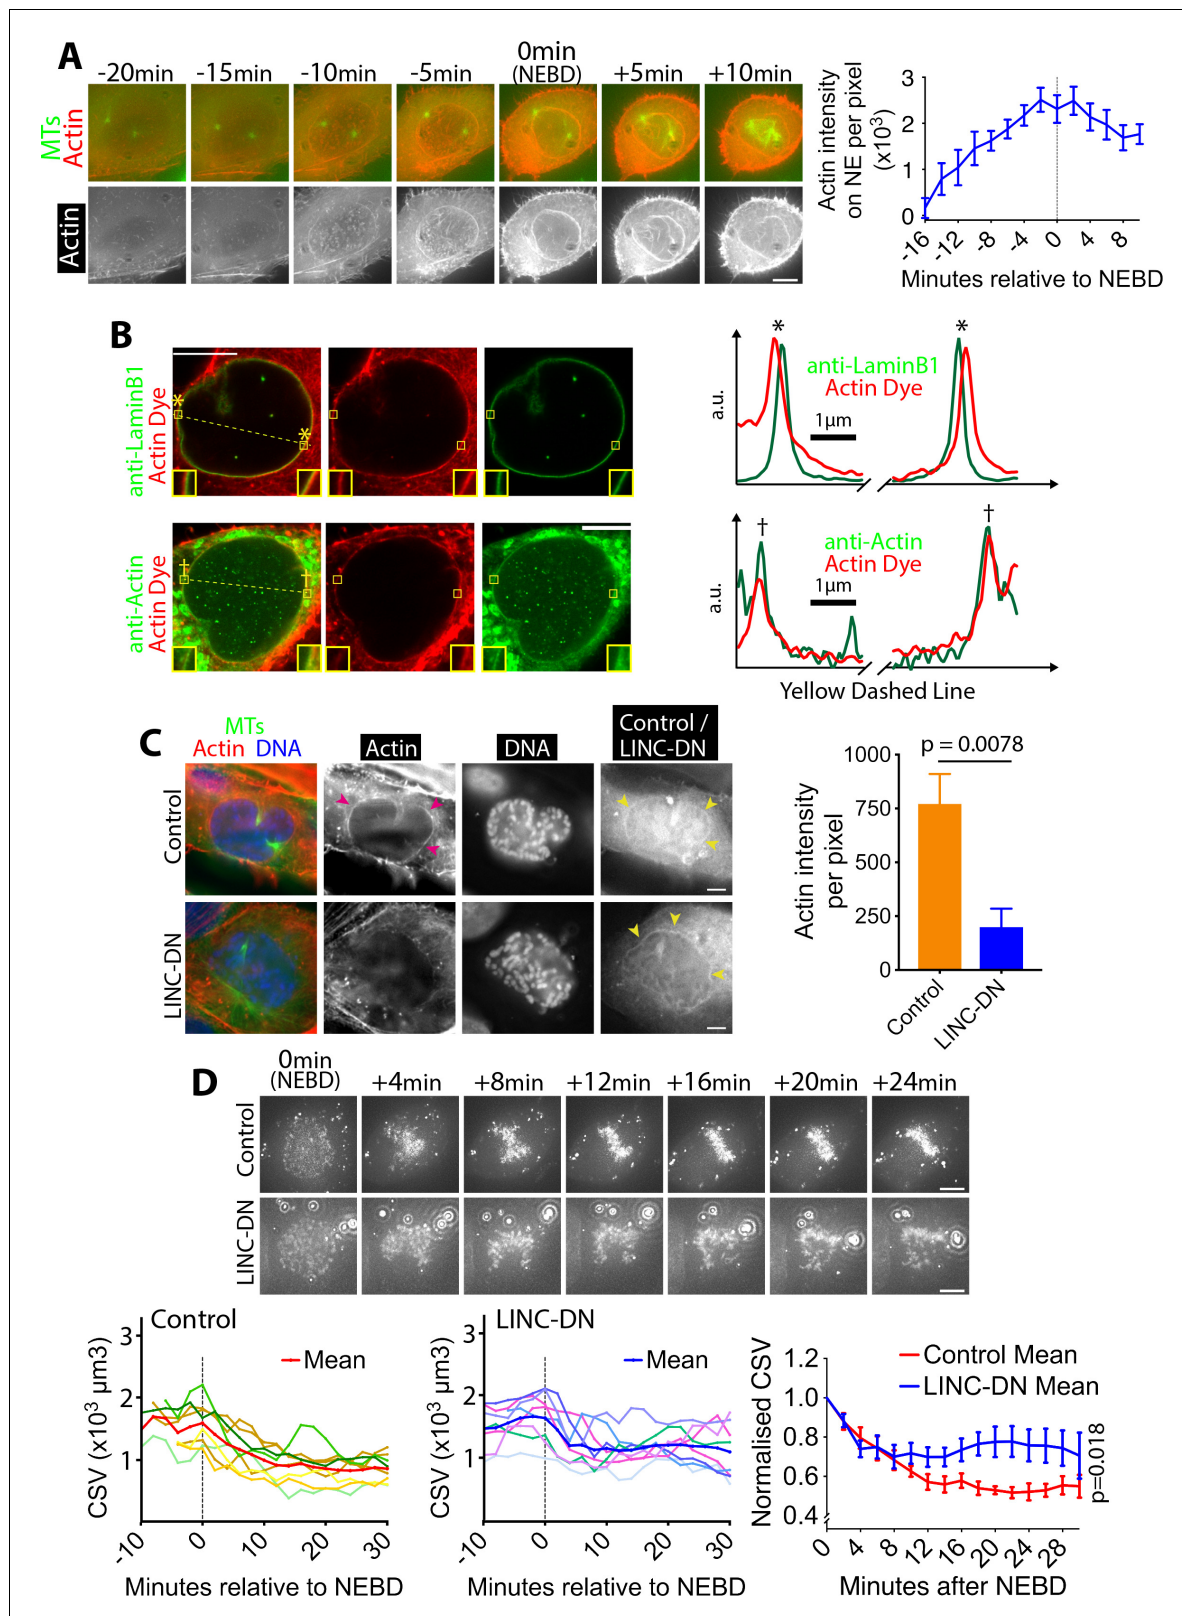 A
-20min
-15min
-10min
-5min
0min
(NEBD)
+5min
+10min
MTs
Actin
Actin
Actin intensity
on NE per pixel
(x10³)
3
2
1
0
-16
-12
-8
-4
0
4
8
Minutes relative to NEBD
B
anti-LaminB1
Actin Dye
*
*
a.u.
*
*
anti-LaminB1
Actin Dye
1µm
anti-Actin
Actin Dye
†
†
a.u.
†
†
anti-Actin
Actin Dye
1µm
Yellow Dashed Line
C
MTs
Actin DNA
Actin
DNA
Control /
LINC-DN
Control
LINC-DN
Actin intensity
per pixel
p = 0.0078
1000
750
500
250
0
Control
LINC-DN
D
0min
(NEBD)
+4min
+8min
+12min
+16min
+20min
+24min
Control
LINC-DN
Control
Mean
CSV (x10³ µm3)
3
2
1
-10
0
10
20
30
Minutes relative to NEBD
LINC-DN
Mean
CSV (x10³ µm3)
3
2
1
-10
0
10
20
30
Minutes relative to NEBD
Control Mean
LINC-DN Mean
Normalised CSV
1.2
1.0
0.8
0.6
0.4
p=0.018
0
4
8
12
16
20
24
28
Minutes after NEBD